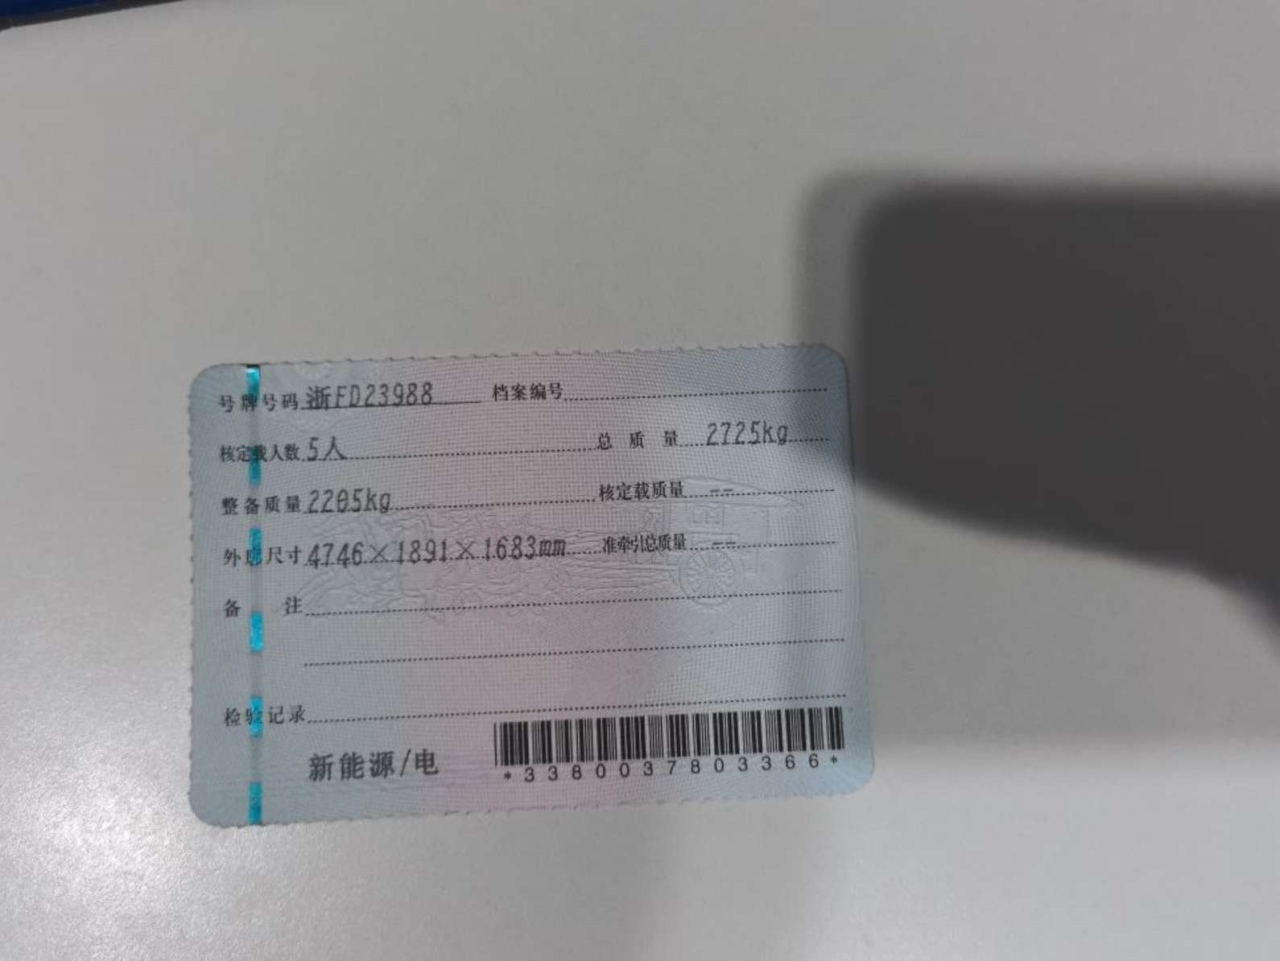 号牌号码 浙FD23988 档案编号
核定载人数 5人 总质量 2725kg
整备质量 2205kg 核定载质量 --
外廓尺寸 4746×1891×1683mm 准牵引总质量 --
备注
检验记录
新能源/电
*3380037803366*